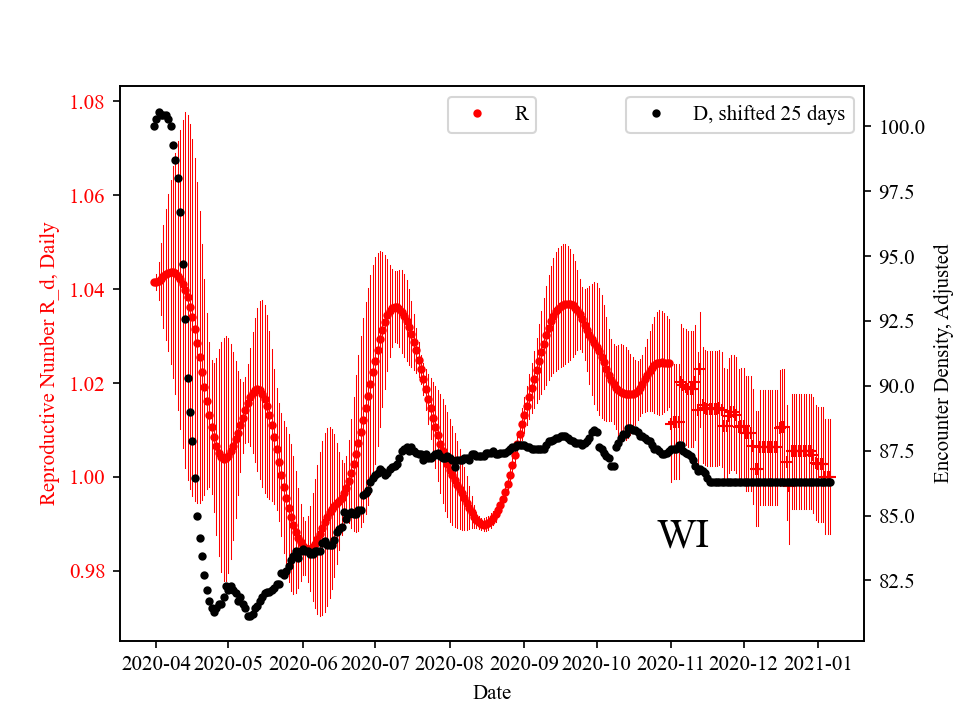 R
D, shifted 25 days
1.08
1.06
1.04
1.02
1.00
0.98
Reproductive Number R_d, Daily
100.0
97.5
95.0
92.5
90.0
87.5
85.0
82.5
Encounter Density, Adjusted
WI
2020-04 2020-05 2020-06 2020-07 2020-08 2020-09 2020-10 2020-11 2020-12 2021-01
Date